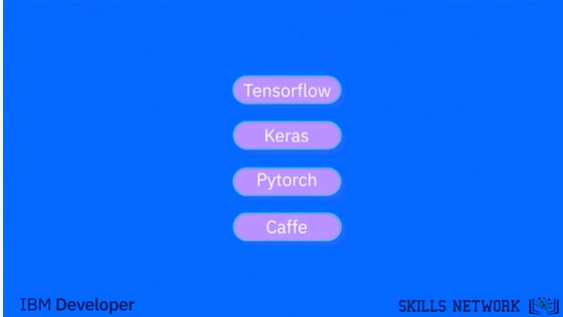 Tensorflow
Keras
Pytorch
Caffe
IBM Developer
SKILLS NETWORK